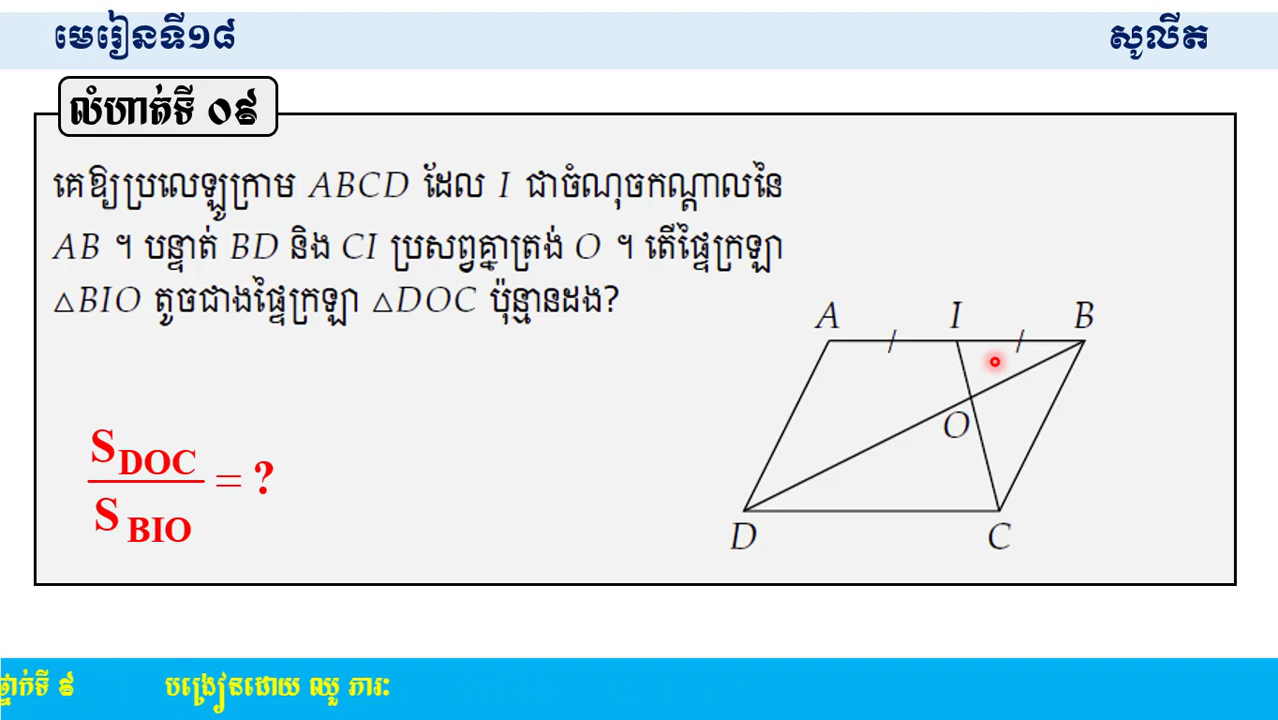 មេរៀនទី១៨
សូលីត
លំហាត់ទី ០៩
គេឱ្យប្រលេឡូក្រាម ABCD ដែល I ជាចំណុចកណ្តាលនៃ
AB ។ បន្ទាត់ BD និង CI ប្រសព្វគ្នាត្រង់ O ។ តើផ្ទៃក្រឡា
△BIO តូចជាងផ្ទៃក្រឡា △DOC ប៉ុន្មានដង?
A I B
O
D C
S DOC
= ?
S BIO
ថ្នាក់ទី ៩
បង្រៀនដោយ ឈួ ភារៈ